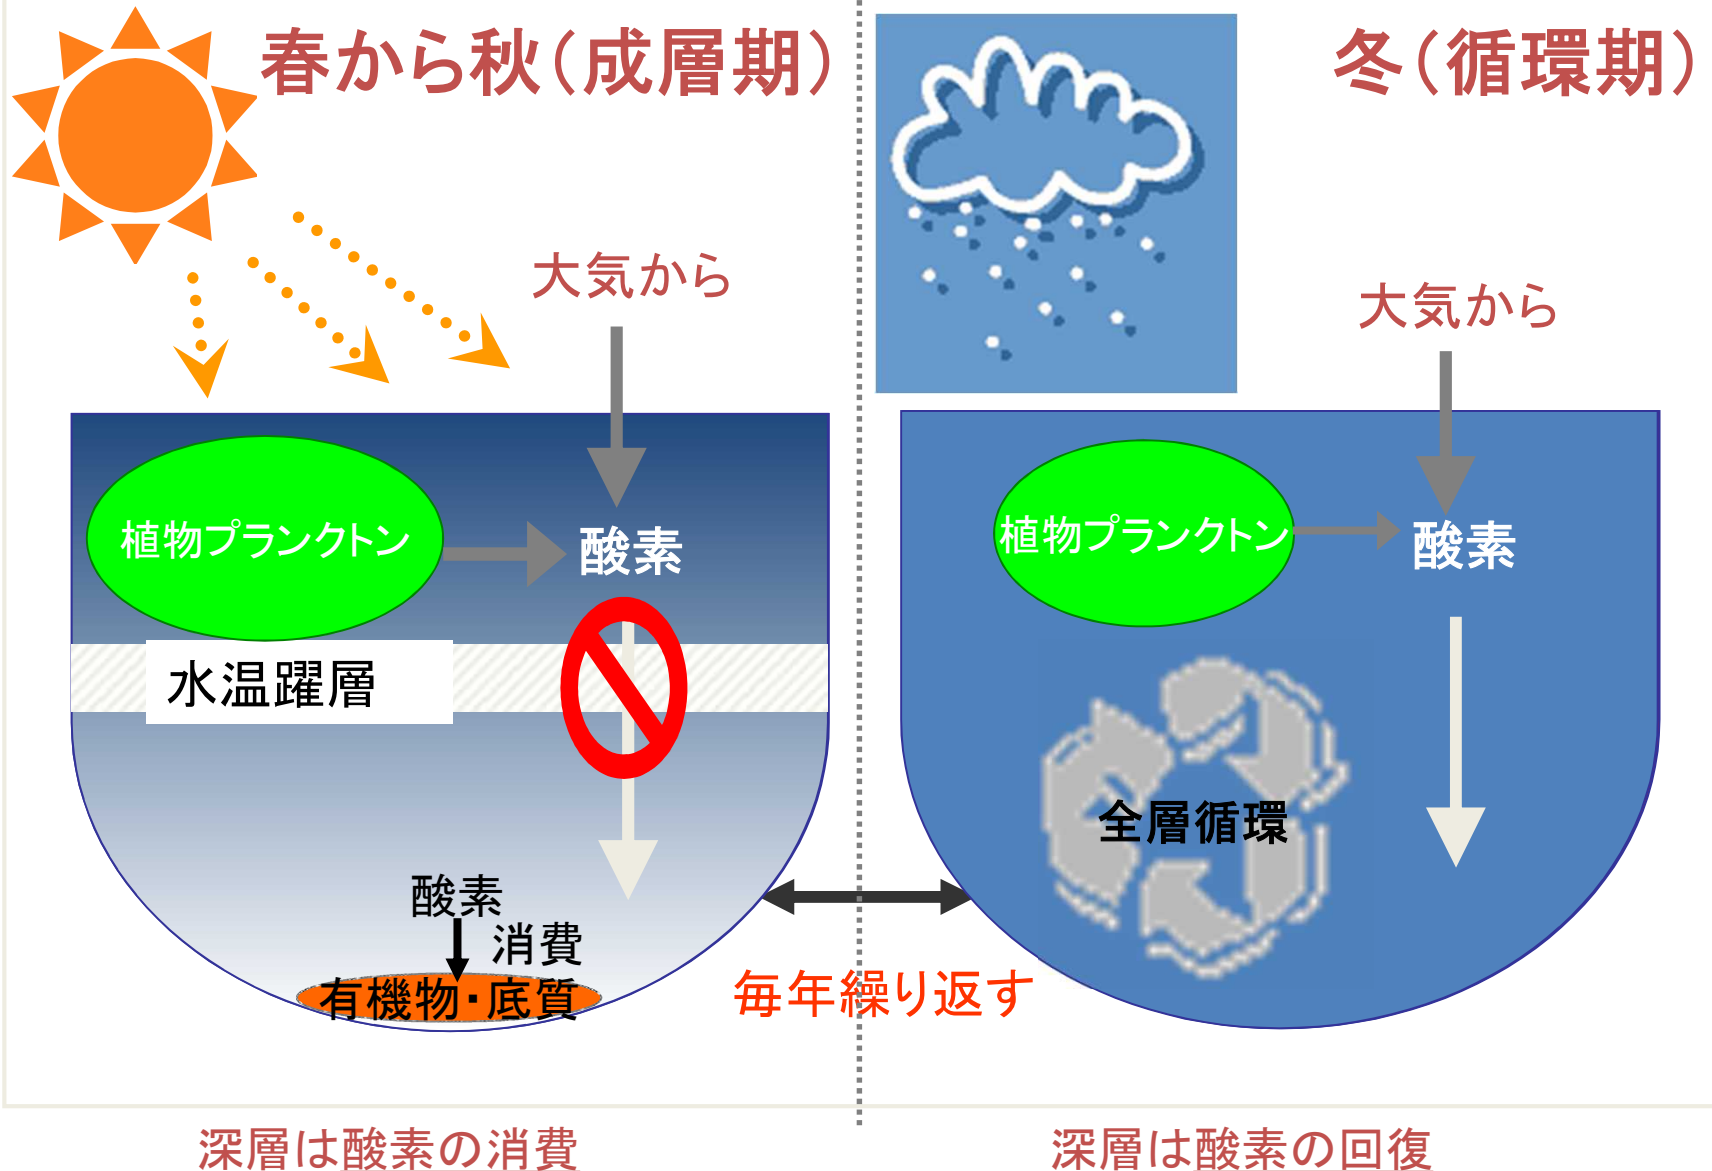 春から秋（成層期）
大気から
植物プランクトン
酸素
水温躍層
酸素
消費
有機物・底質
深層は酸素の消費
毎年繰り返す
冬（循環期）
大気から
植物プランクトン
酸素
全層循環
深層は酸素の回復